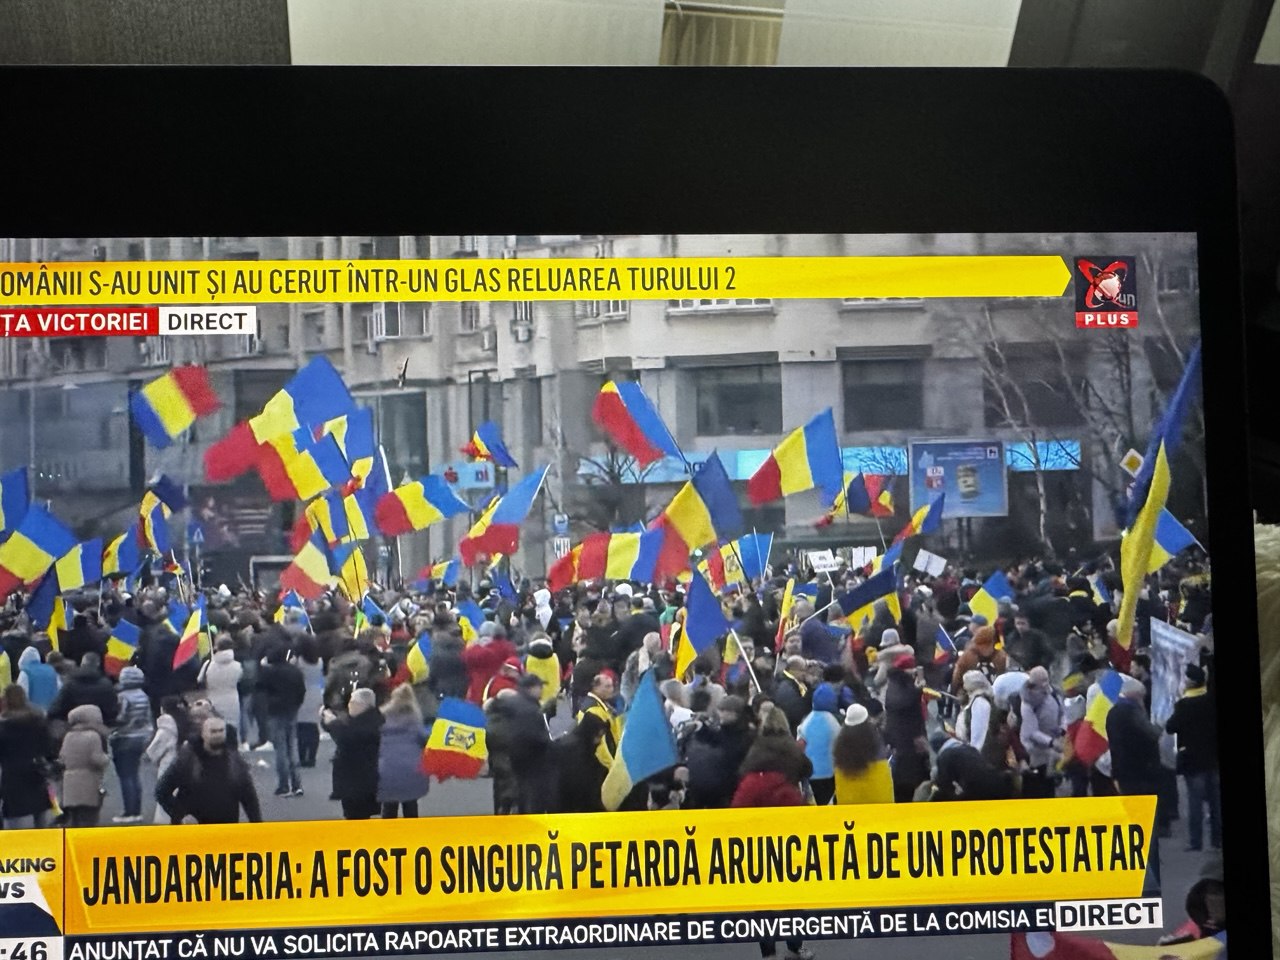 OMÂNII S-AU UNIT ȘI AU CERUT ÎNTR-UN GLAS RELUAREA TURULUI 2
ȚA VICTORIEI DIRECT
PLUS
AKING
WS
JANDARMERIA: A FOST O SINGURĂ PETARDĂ ARUNCATĂ DE UN PROTESTATAR
:46 ANUNȚAT CĂ NU VA SOLICITA RAPOARTE EXTRAORDINARE DE CONVERGENȚĂ DE LA COMISIA EU DIRECT